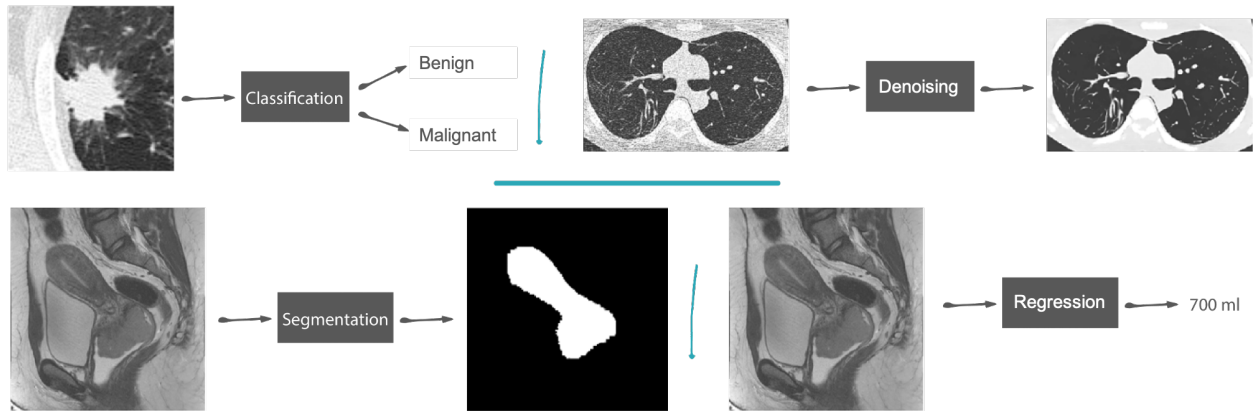 Classification
Benign
Malignant
Denoising
Segmentation
Regression
700 ml